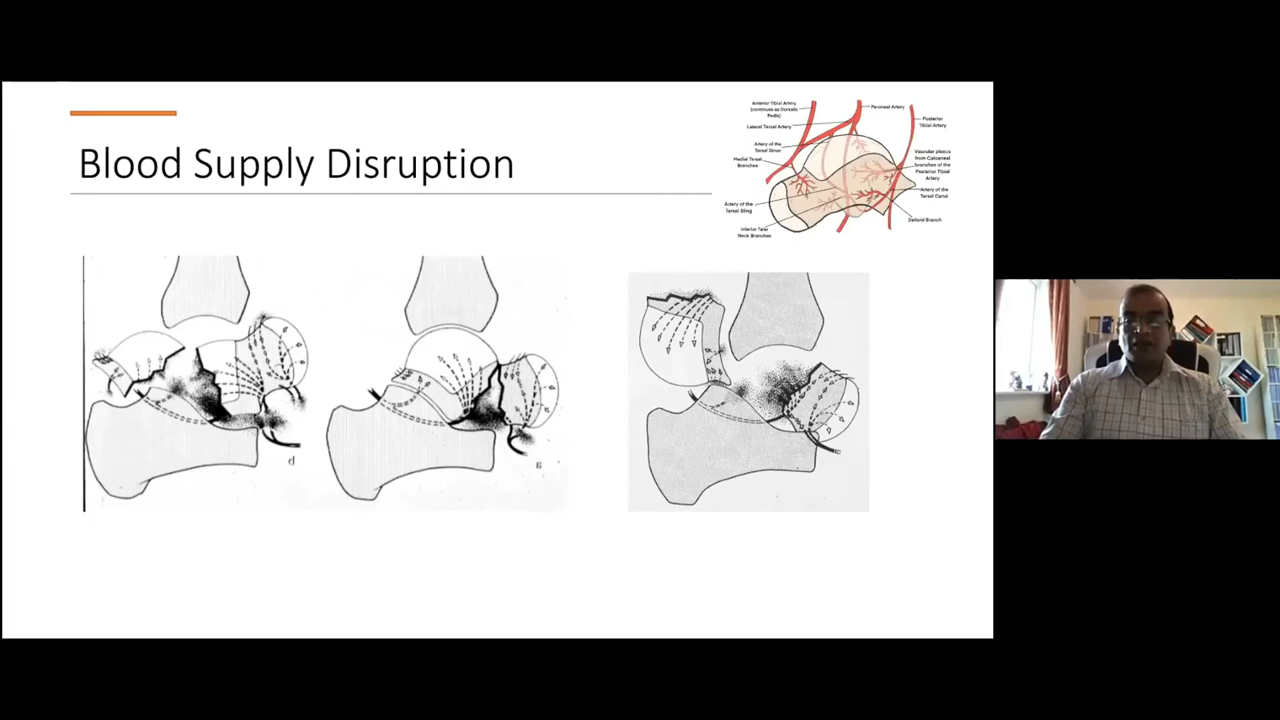 Blood Supply Disruption
Anterior Tibial Artery
(continues as Dorsalis
Pedis)
Peroneal Artery
Lateral Tarsal Artery
Posterior
Tibial Artery
Artery of the
Tarsal Sinus
Medial Tarsal
Branches
Vascular plexus
from Calcaneal
branches of the
Posterior Tibial
Artery
Artery of the
Tarsal Canal
Artery of the
Tarsal Sling
Deltoid Branch
Inferior Talar
Neck Branches